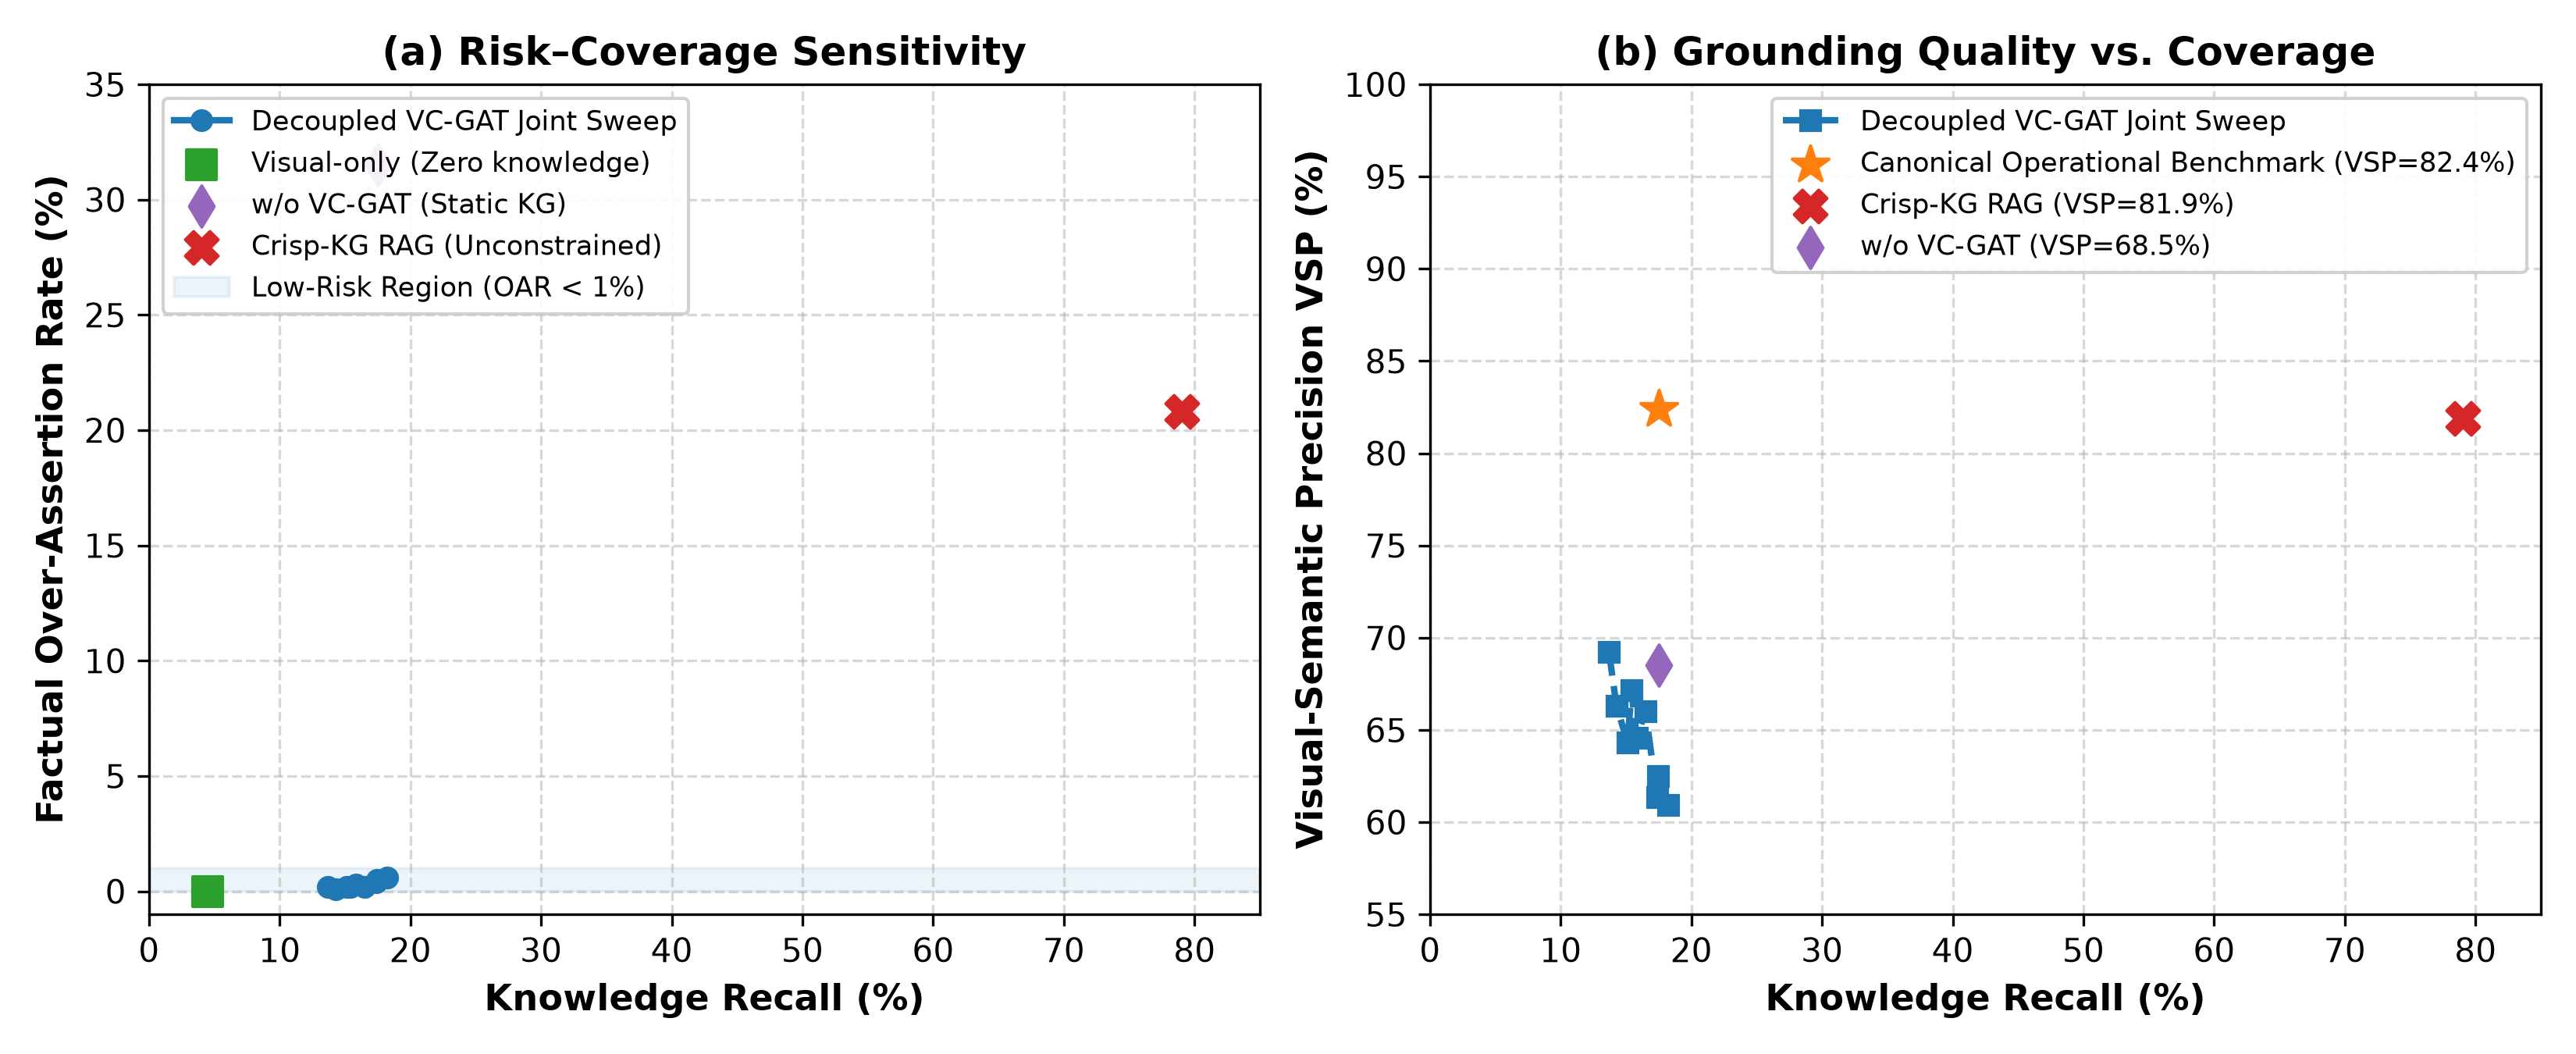 (a) Risk–Coverage Sensitivity
Factual Over-Assertion Rate (%)
35
30
25
20
15
10
5
0
Decoupled VC-GAT Joint Sweep
Visual-only (Zero knowledge)
w/o VC-GAT (Static KG)
Crisp-KG RAG (Unconstrained)
Low-Risk Region (OAR < 1%)
0 10 20 30 40 50 60 70 80
Knowledge Recall (%)
(b) Grounding Quality vs. Coverage
Visual-Semantic Precision VSP (%)
100
95
90
85
80
75
70
65
60
55
Decoupled VC-GAT Joint Sweep
Canonical Operational Benchmark (VSP=82.4%)
Crisp-KG RAG (VSP=81.9%)
w/o VC-GAT (VSP=68.5%)
0 10 20 30 40 50 60 70 80
Knowledge Recall (%)